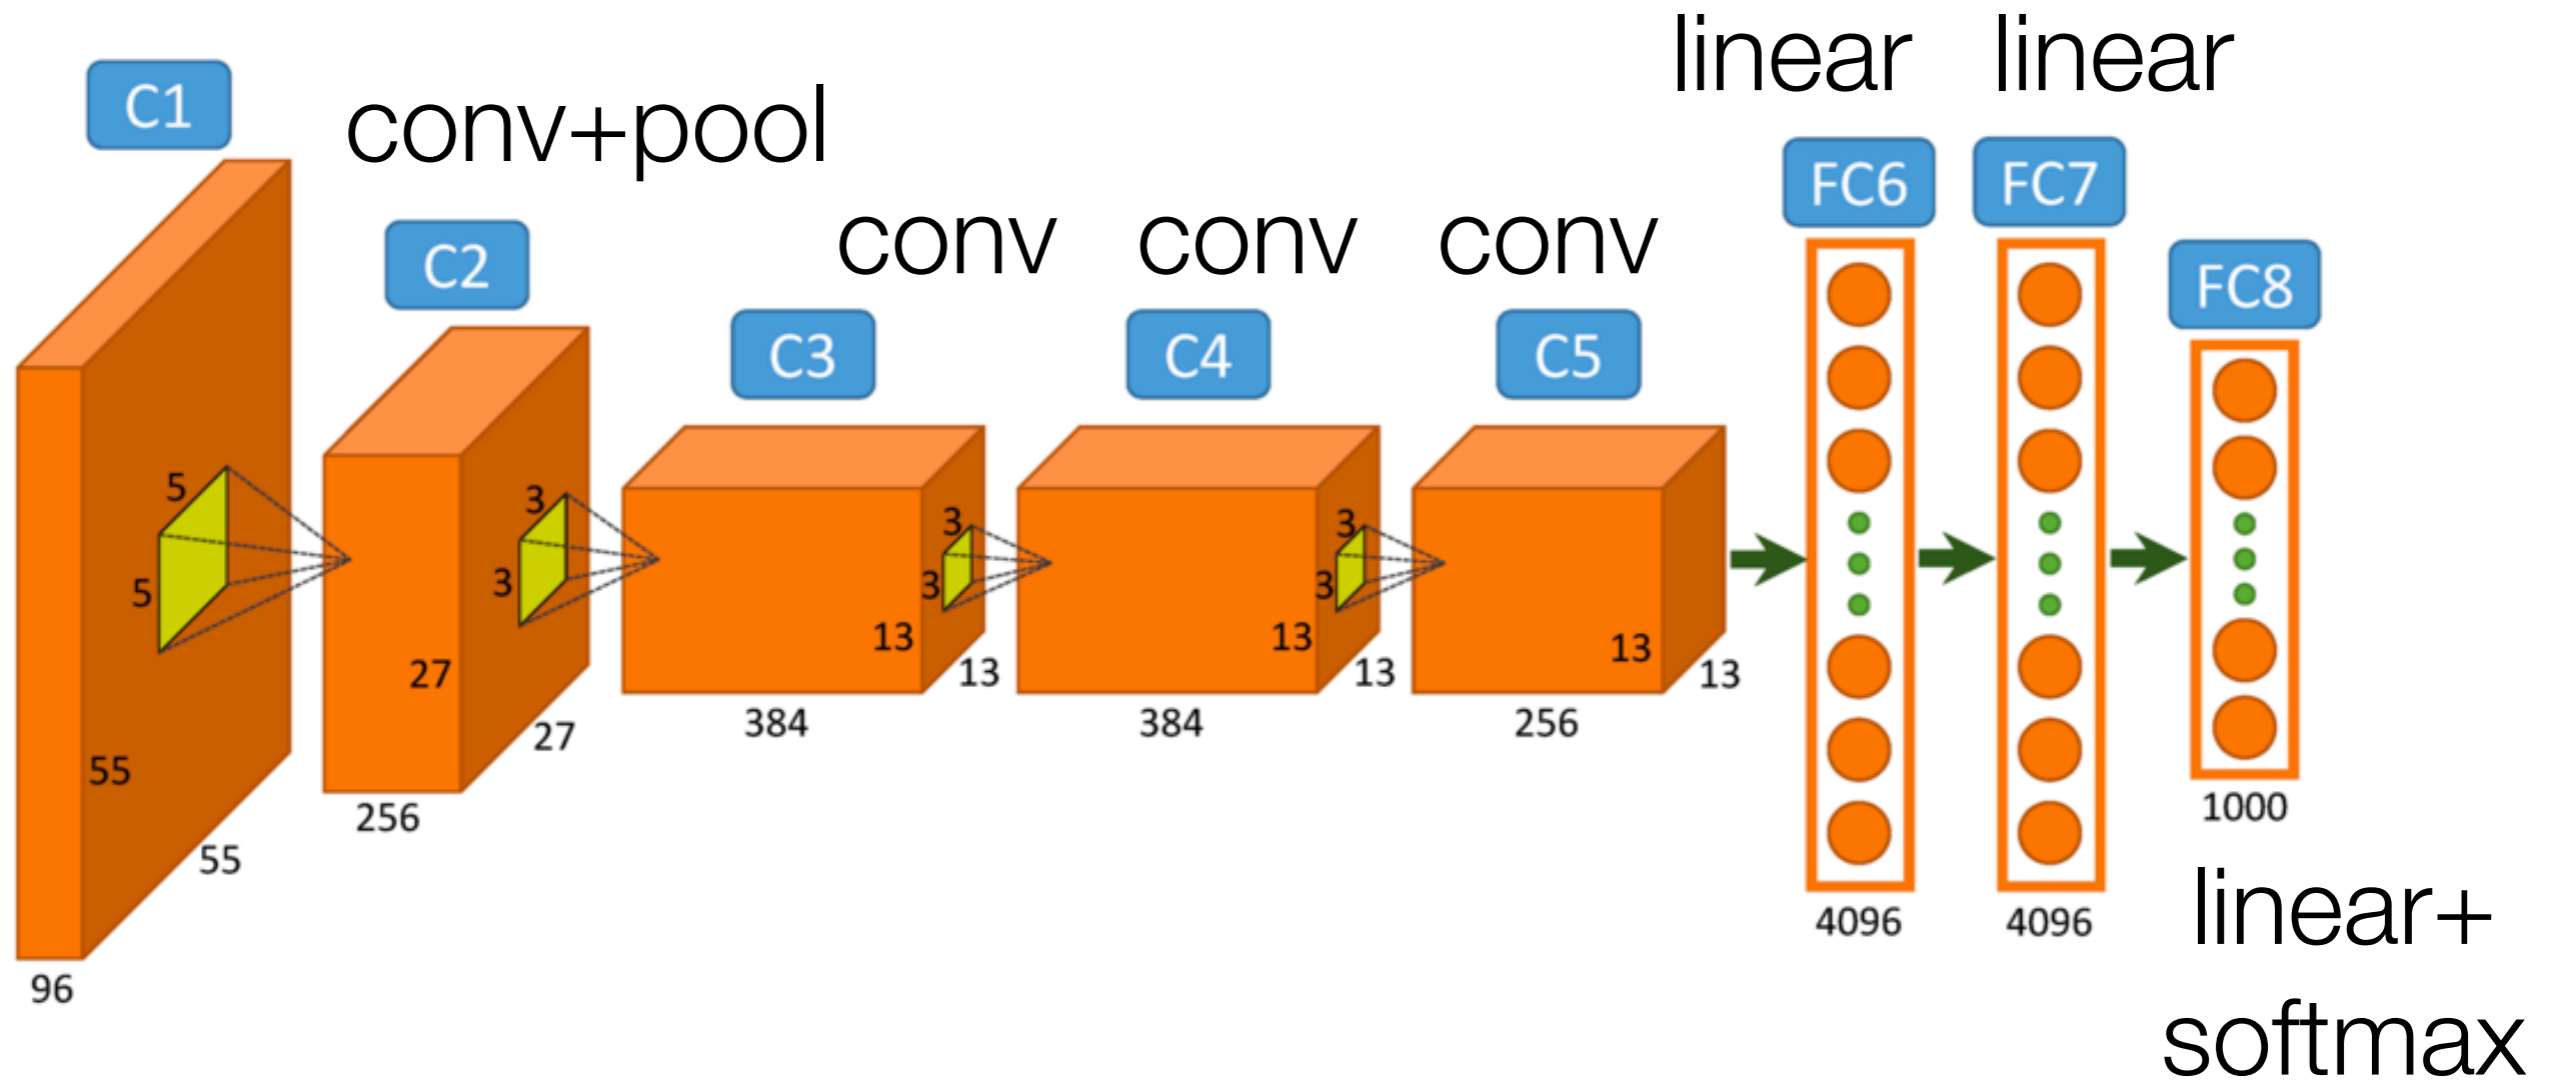 linear linear
C1
conv+pool
FC6 FC7
conv conv conv
C2
FC8
C3 C4 C5
5
3
3
3
5
3
3
3
13
13
13
27
13
13
13
384
384
256
27
55
1000
256
55
4096
4096
linear+
96
softmax